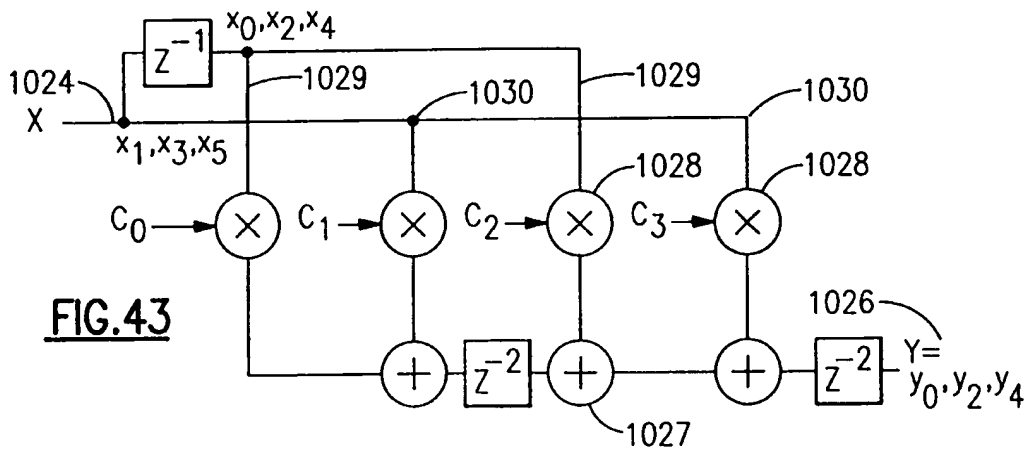 x0,x2,x4
Z-1
1029
1029
1024
1030
1030
X
x1,x3,x5
1028
1028
C0
C1
C2
C3
FIG.43
1026
Z-2
Z-2
Y=
y0,y2,y4
1027